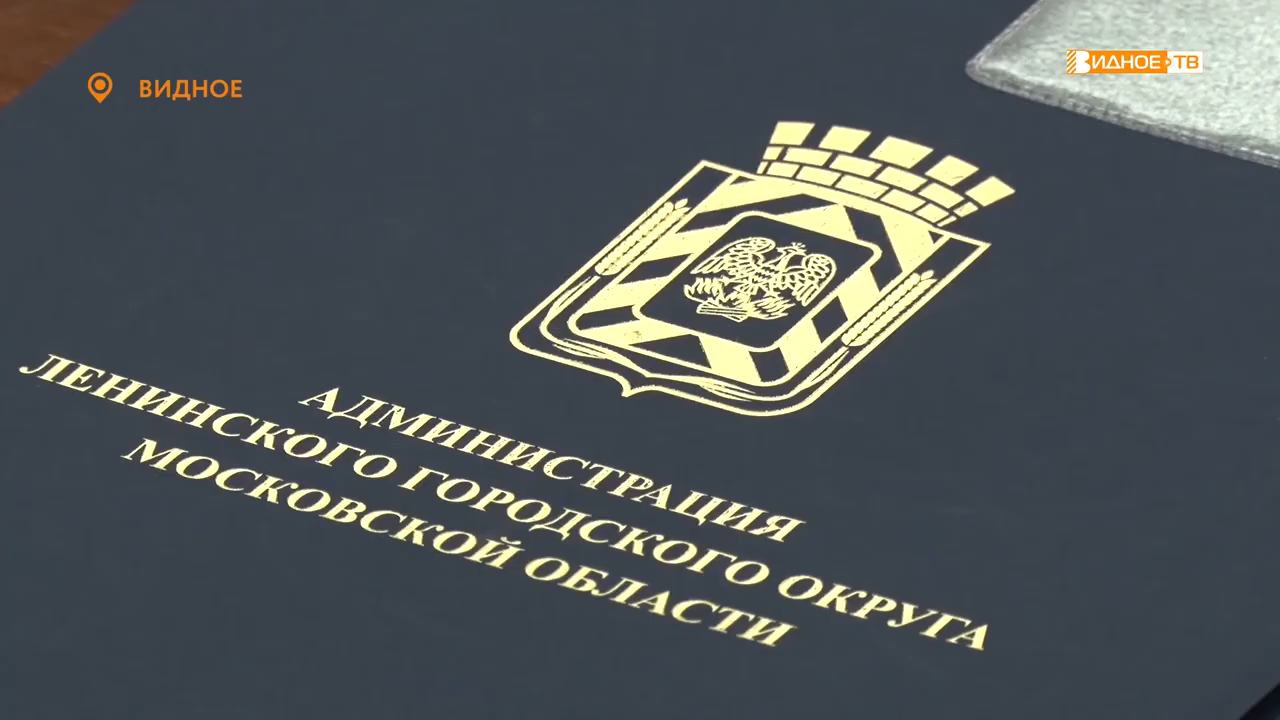 ВИДНОЕ
ВИДНОЕ ТВ
АДМИНИСТРАЦИЯ
ЛЕНИНСКОГО ГОРОДСКОГО ОКРУГА
МОСКОВСКОЙ ОБЛАСТИ